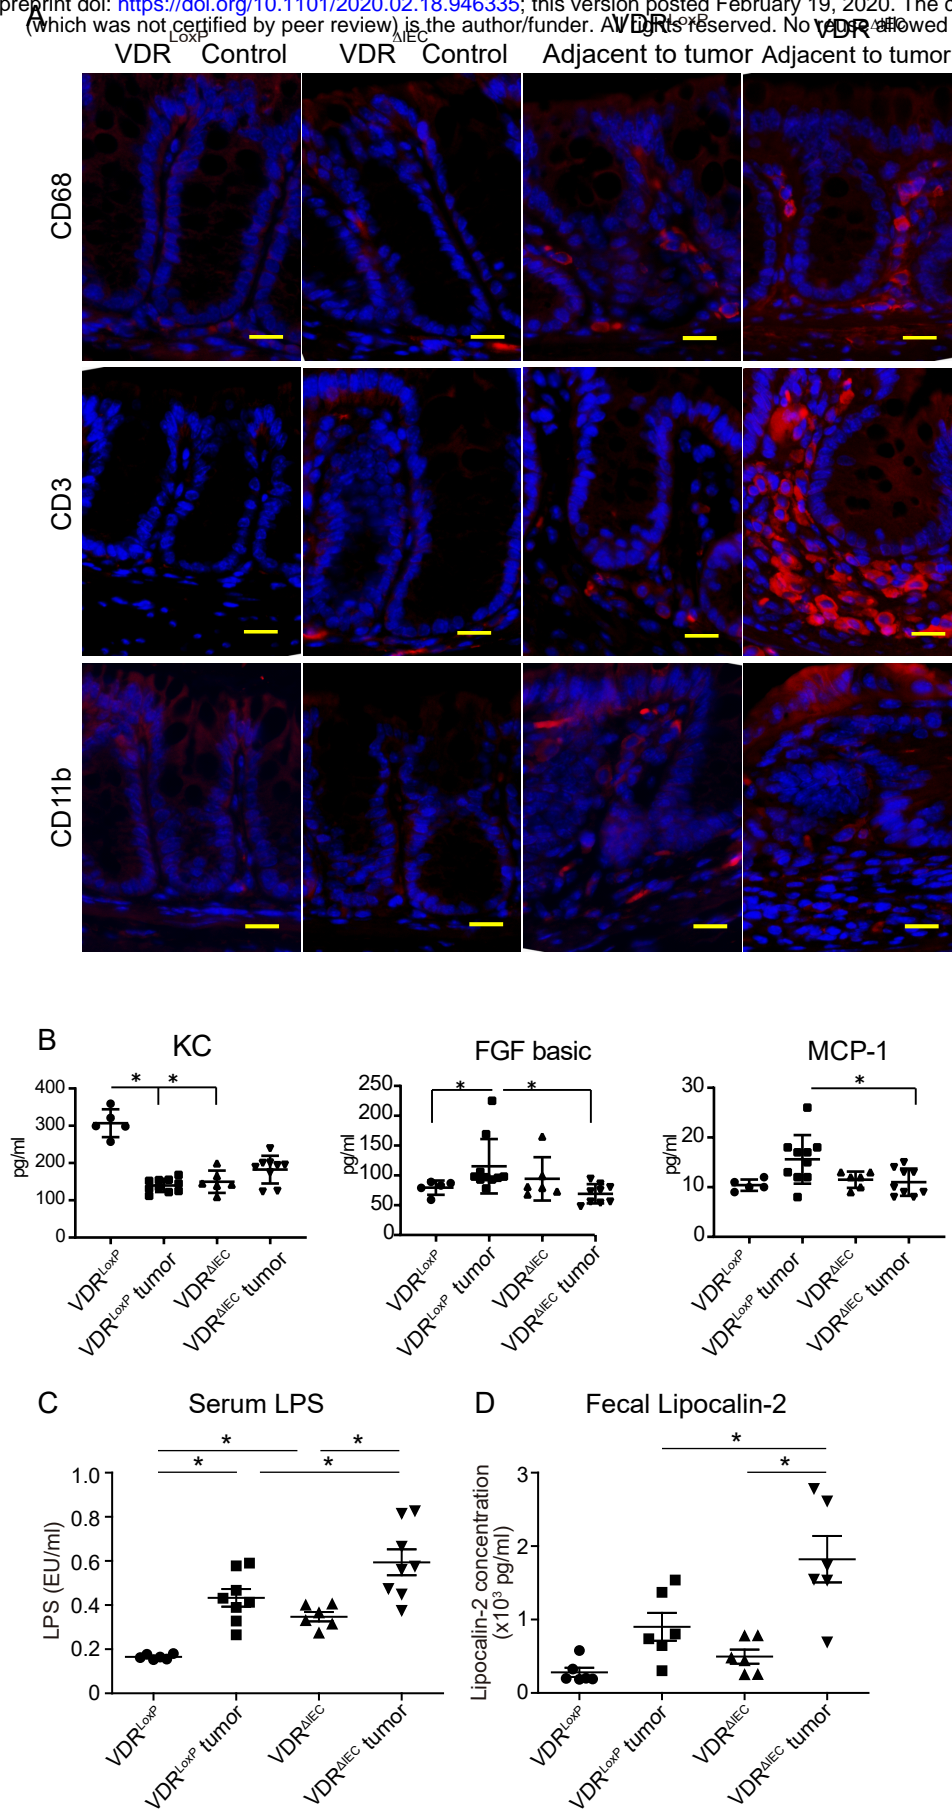 preprint doi: https://doi.org/10.1101/2020.02.18.946335; this version posted February 19, 2020. The c
(which was not certified by peer review) is the author/funder. All rights reserved. No reuse allowed
A
VDR LoxP Control
VDR ΔIEC Control
VDR LoxP
Adjacent to tumor
VDR ΔIEC
Adjacent to tumor
CD68
CD3
CD11b
B
KC
* *
pg/ml
400
300
200
100
0
VDR LoxP
VDR LoxP tumor
VDR ΔIEC
VDR ΔIEC tumor
FGF basic
* *
pg/ml
250
200
150
100
50
0
VDR LoxP
VDR LoxP tumor
VDR ΔIEC
VDR ΔIEC tumor
MCP-1
*
pg/ml
30
20
10
0
VDR LoxP
VDR LoxP tumor
VDR ΔIEC
VDR ΔIEC tumor
C
Serum LPS
* *
* *
LPS (EU/ml)
1.0
0.8
0.6
0.4
0.2
0
VDR LoxP
VDR LoxP tumor
VDR ΔIEC
VDR ΔIEC tumor
D
Fecal Lipocalin-2
*
*
Lipocalin-2 concentration
(x10³ pg/ml)
3
2
1
0
VDR LoxP
VDR LoxP tumor
VDR ΔIEC
VDR ΔIEC tumor